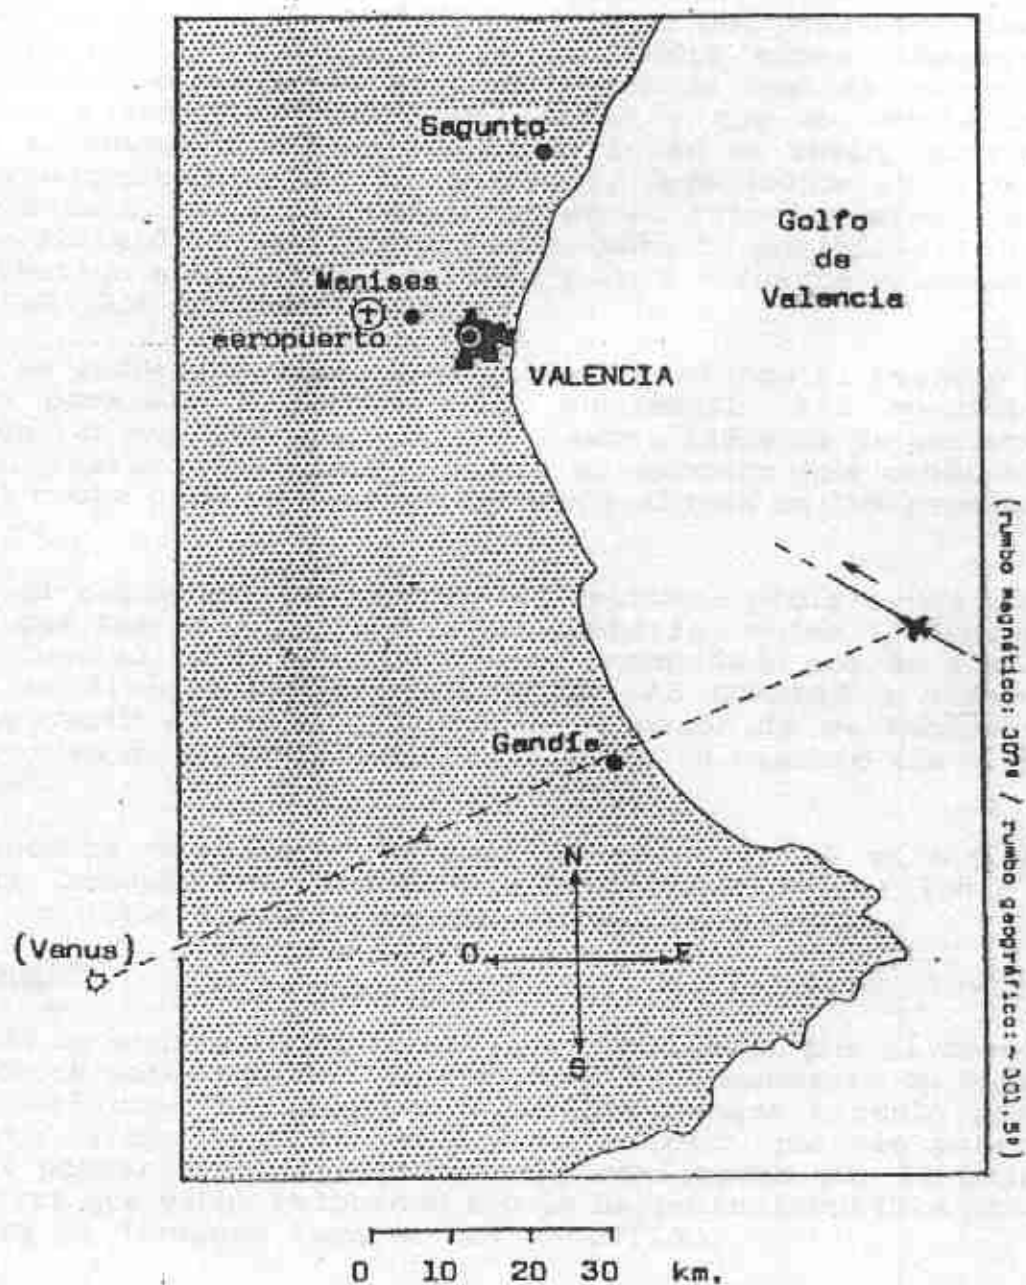 Sagunto
Golfo
de
Valencia
Manises
aeropuerto
VALENCIA
(rumbo magnético: 307º / rumbo geográfico: ~ 301,5º)
Gandía
N
(Venus)
O E
S
0 10 20 30 km.